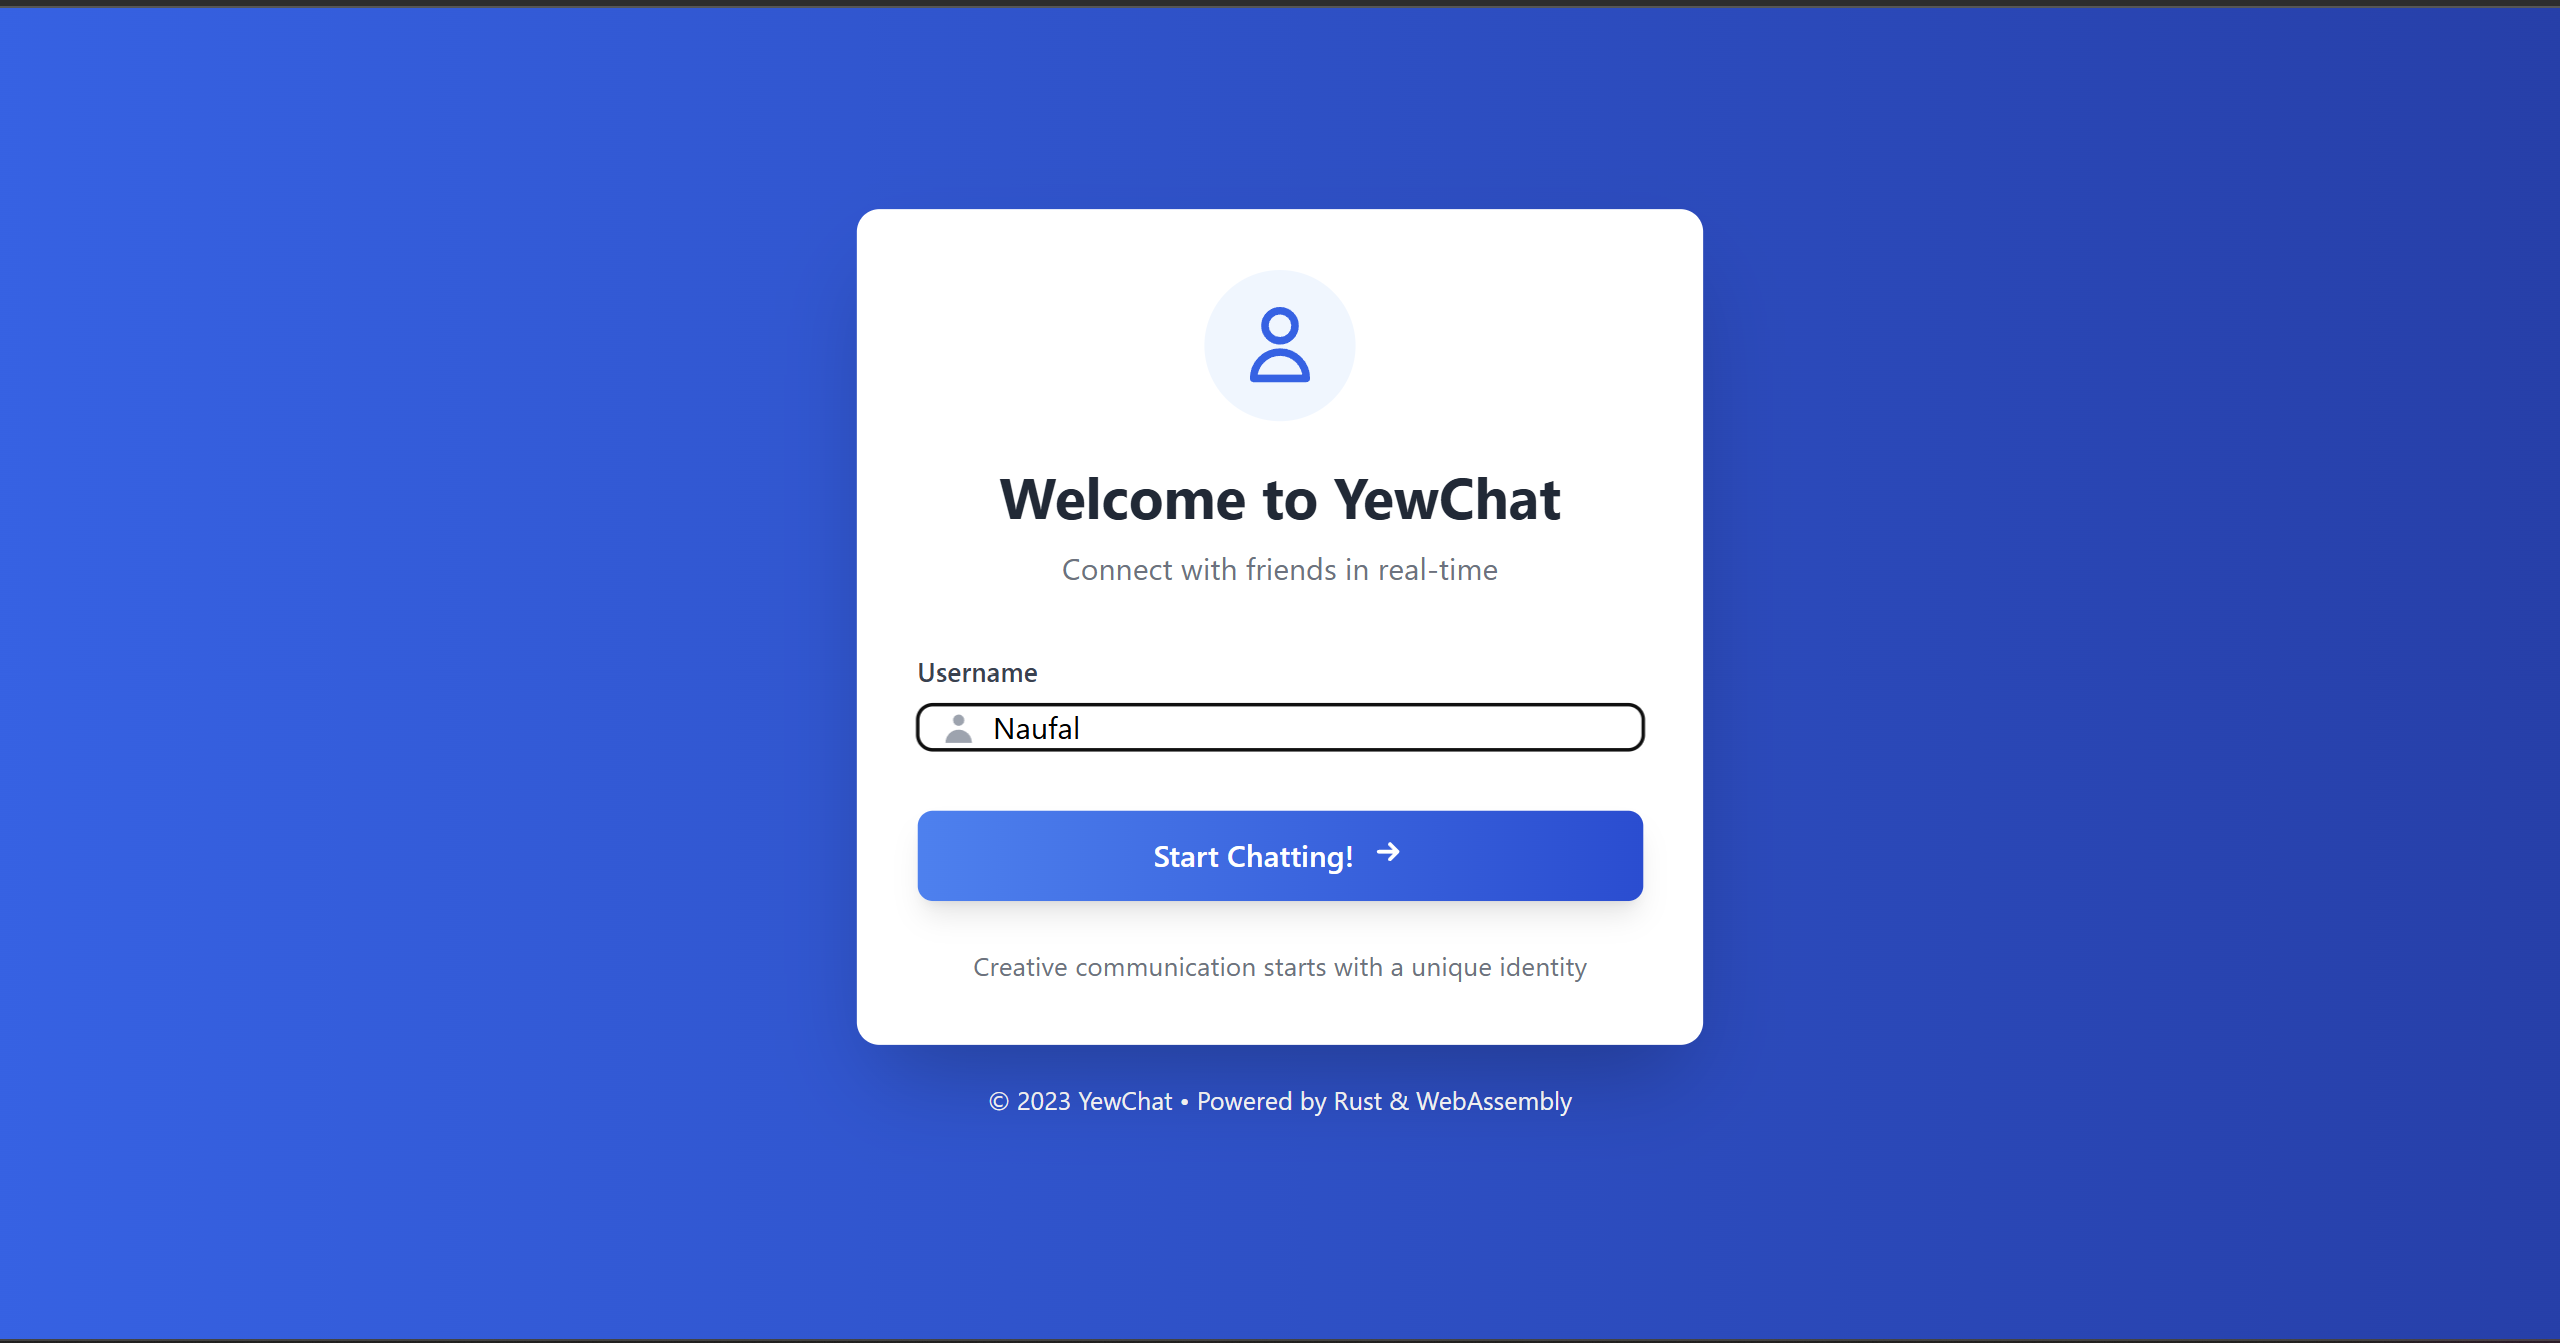 Welcome to YewChat
Connect with friends in real-time
Username
Naufal
Start Chatting! →
Creative communication starts with a unique identity
© 2023 YewChat • Powered by Rust & WebAssembly